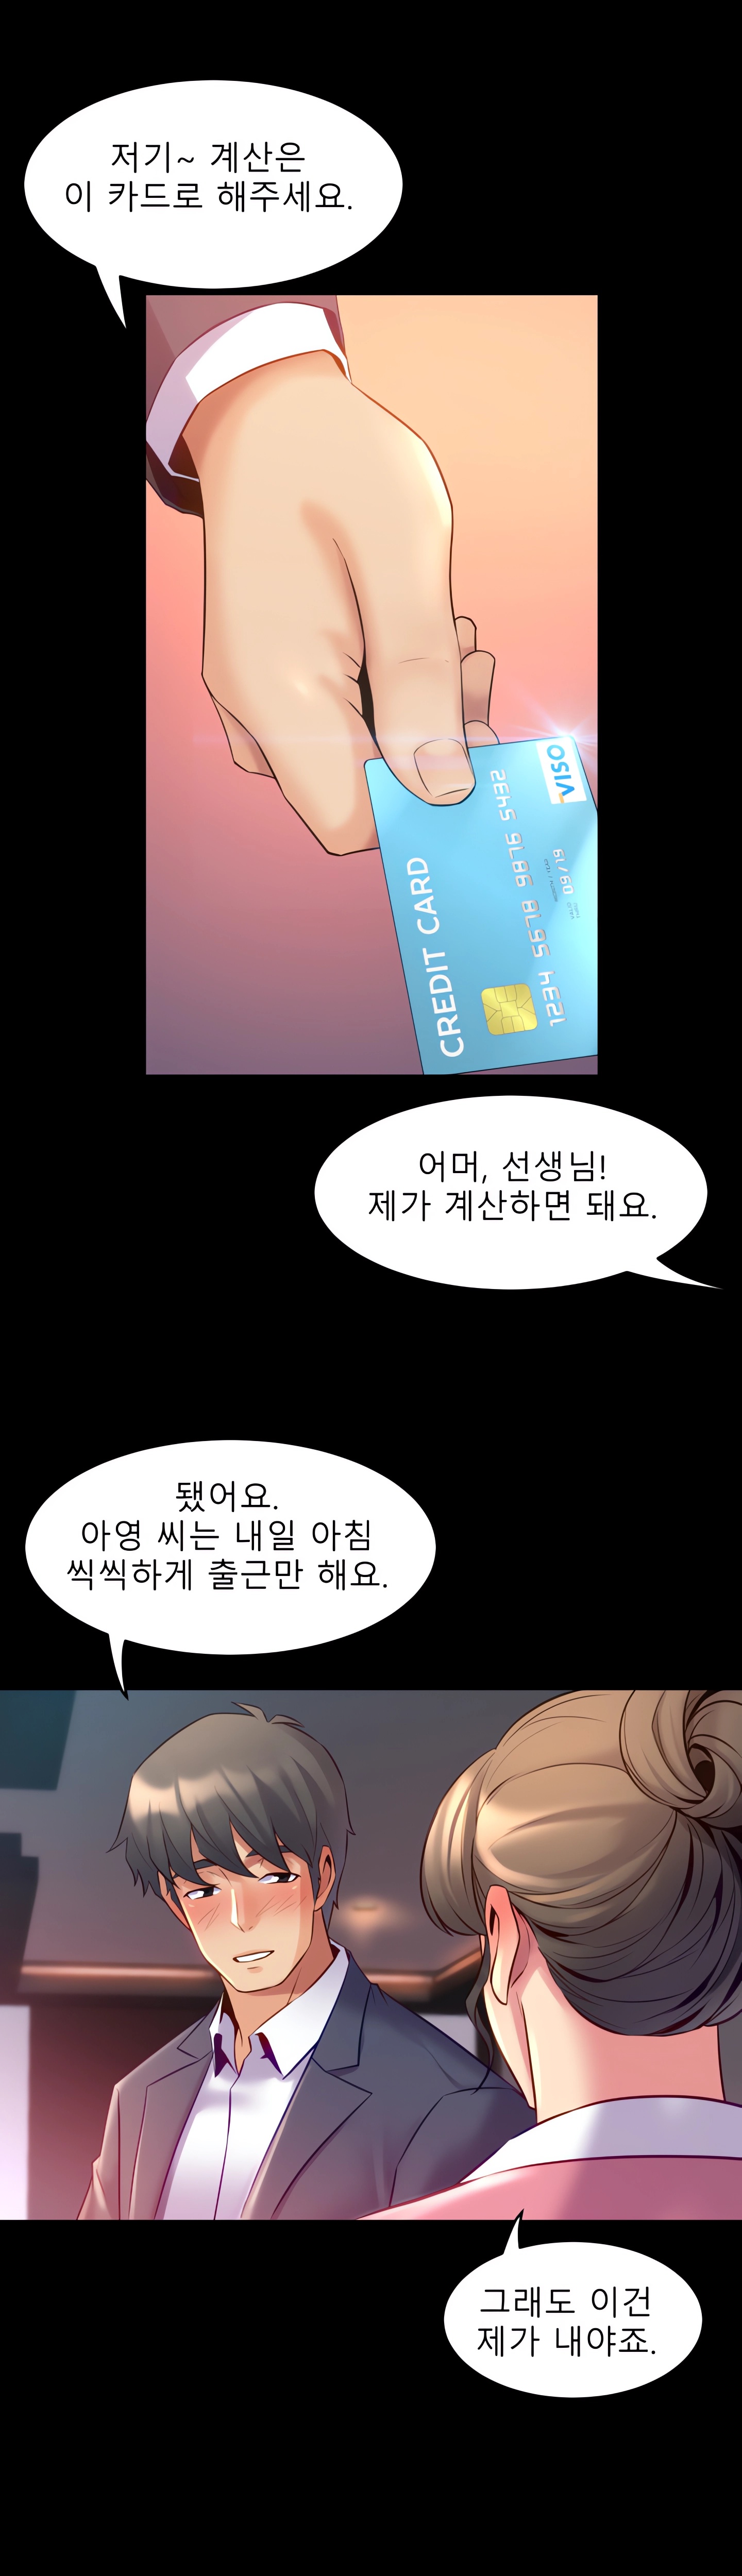 저기~ 계산은
이 카드로 해주세요.
VISO
CREDIT CARD
1234 5678 9876 5432
어머, 선생님!
제가 계산하면 돼요.
됐어요.
아영 씨는 내일 아침
씩씩하게 출근만 해요.
그래도 이건
제가 내야죠.